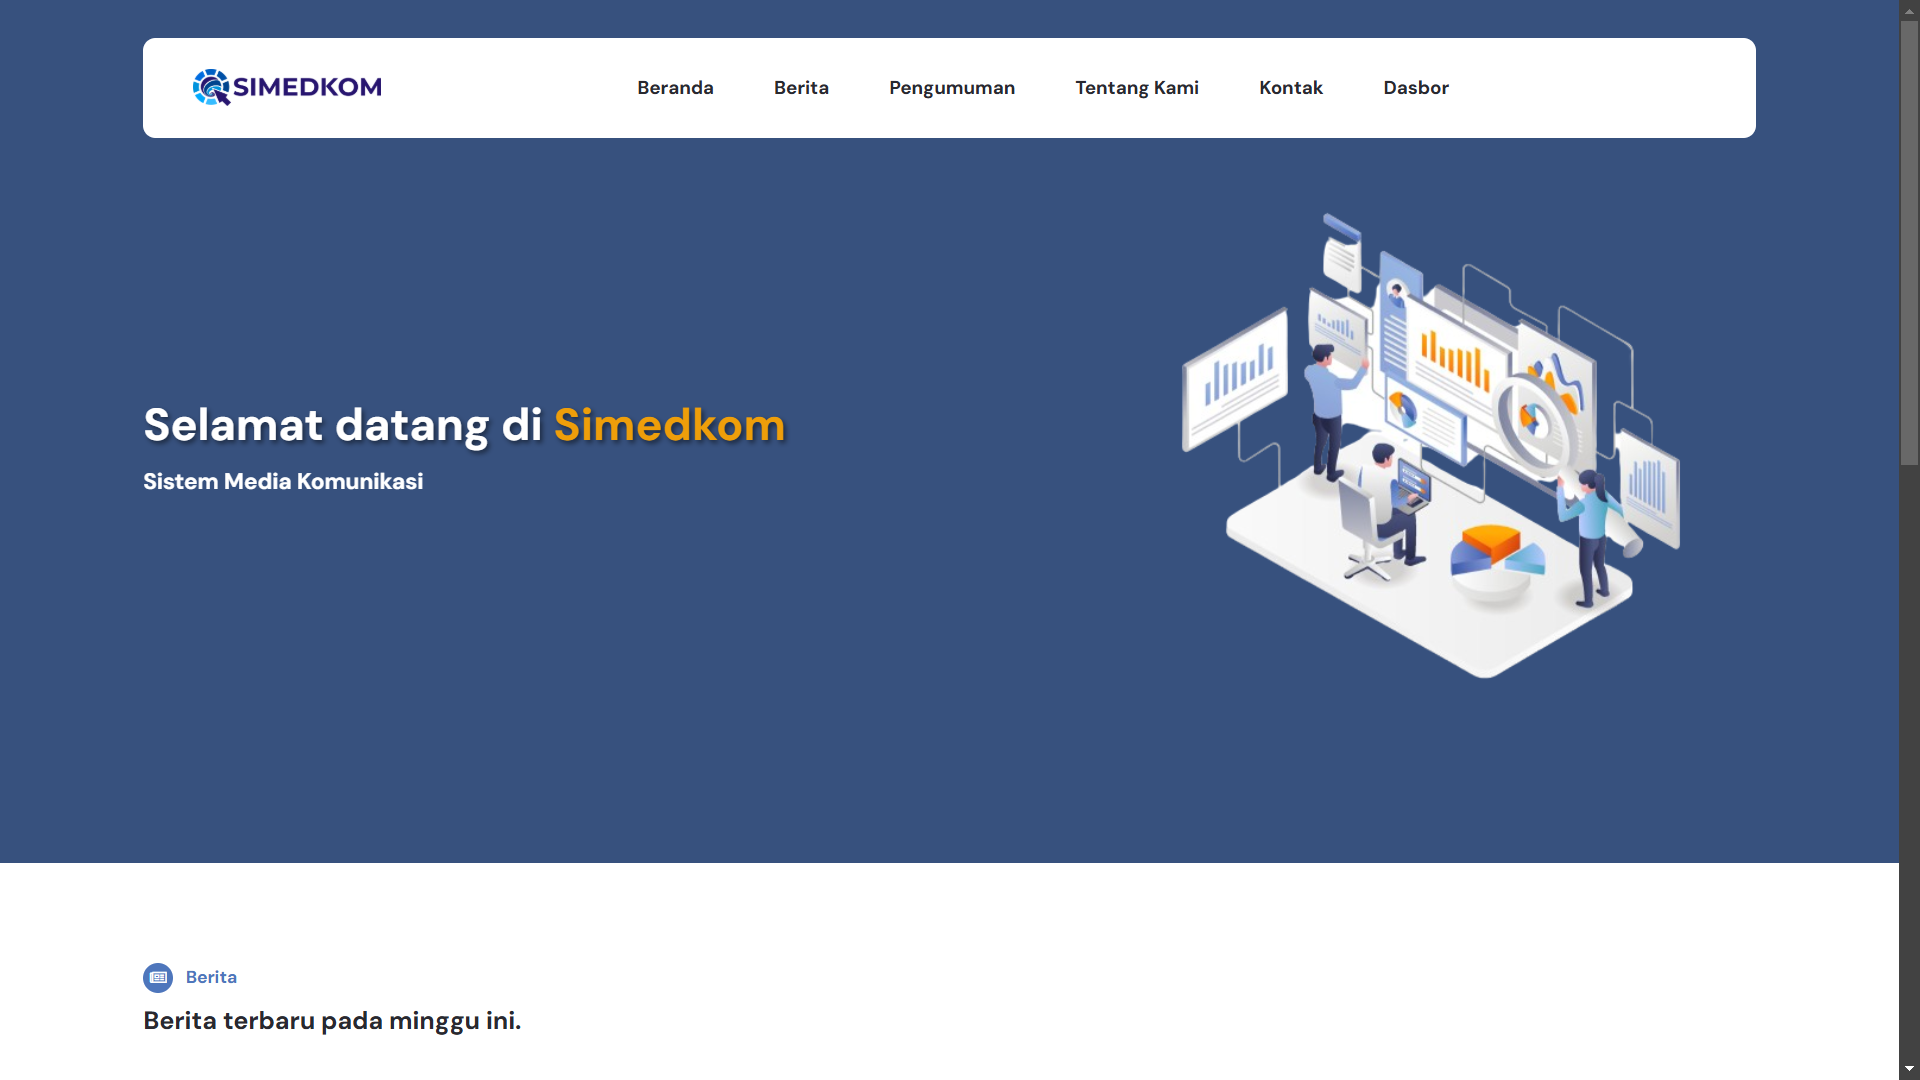 SIMEDKOM
Beranda Berita Pengumuman Tentang Kami Kontak Dasbor
Selamat datang di Simedkom
Sistem Media Komunikasi
Berita
Berita terbaru pada minggu ini.